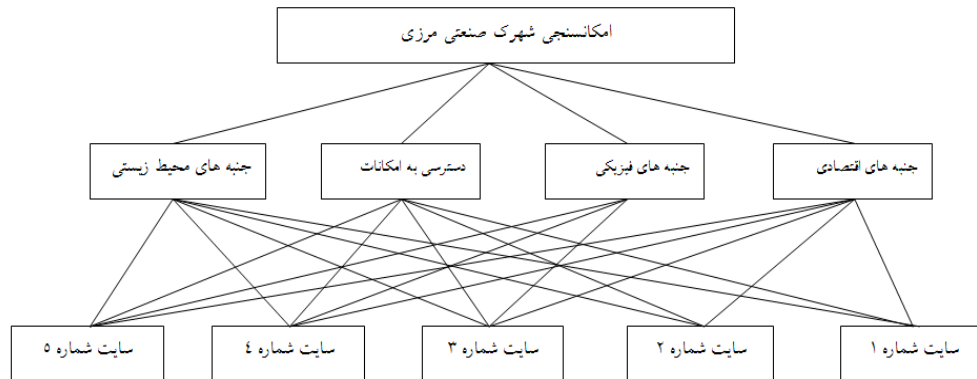 امکانسنجی شهرک صنعتی مرزی
جنبه های اقتصادی
جنبه های فیزیکی
دسترسی به امکانات
جنبه های محیط زیستی
سایت شماره ۱
سایت شماره ۲
سایت شماره ۳
سایت شماره ٤
سایت شماره ۵